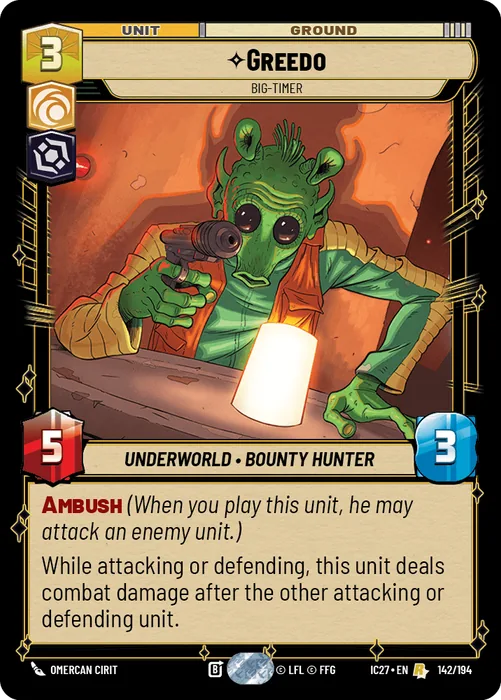 UNIT
GROUND
3
✧GREEDO
BIG-TIMER
5
UNDERWORLD • BOUNTY HUNTER
3
AMBUSH (When you play this unit, he may
attack an enemy unit.)
While attacking or defending, this unit deals
combat damage after the other attacking or
defending unit.
OMERCAN CIRIT
B
© LFL © FFG
IC27 • EN
R
142/194